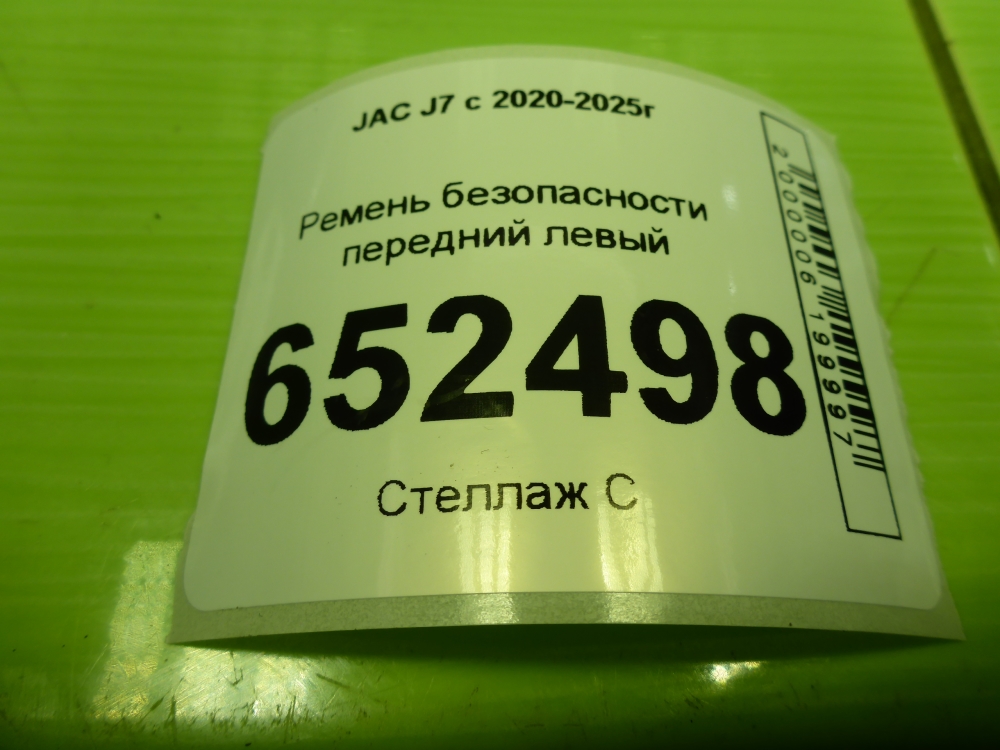 JAC J7 с 2020-2025г
Ремень безопасности
передний левый
652498
Стеллаж С
2000006199997